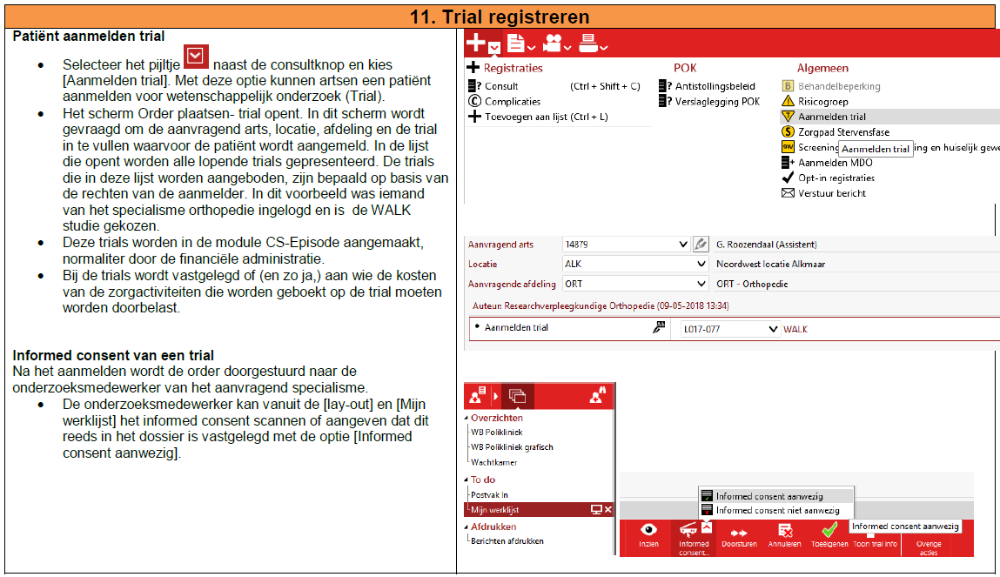 11. Trial registreren
Patiënt aanmelden trial
• Selecteer het pijltje naast de consultknop en kies
[Aanmelden trial]. Met deze optie kunnen artsen een patiënt
aanmelden voor wetenschappelijk onderzoek (Trial).
• Het scherm Order plaatsen- trial opent. In dit scherm wordt
gevraagd om de aanvragend arts, locatie, afdeling en de trial
in te vullen waarvoor de patiënt wordt aangemeld. In de lijst
die opent worden alle lopende trials gepresenteerd. De trials
die in deze lijst worden aangeboden, zijn bepaald op basis van
de rechten van de aanmelder. In dit voorbeeld was iemand
van het specialisme orthopedie ingelogd en is de WALK
studie gekozen.
• Deze trials worden in de module CS-Episode aangemaakt,
normaliter door de financiële administratie.
• Bij de trials wordt vastgelegd of (en zo ja,) aan wie de kosten
van de zorgactiviteiten die worden geboekt op de trial moeten
worden doorbelast.
Informed consent van een trial
Na het aanmelden wordt de order doorgestuurd naar de
onderzoeksmedewerker van het aanvragend specialisme.
• De onderzoeksmedewerker kan vanuit de [lay-out] en [Mijn
werklijst] het informed consent scannen of aangeven dat dit
reeds in het dossier is vastgelegd met de optie [Informed
consent aanwezig].
Registraties
Consult (Ctrl + Shift + C)
Complicaties
Toevoegen aan lijst (Ctrl + L)
POK
Antistollingsbeleid
Verslaglegging POK
Algemeen
B Behandelbeperking
Risicogroep
T Aanmelden trial
S Zorgpad Stervensfase
9W Screening Aanmelden trial ing en huiselijk gewe
Aanmelden MDO
Opt-in registraties
Verstuur bericht
Aanvragend arts 14879 G. Roozendaal (Assistent)
Locatie ALK Noordwest locatie Alkmaar
Aanvragende afdeling ORT ORT - Orthopedie
Auteur: Researchverpleegkundige Orthopedie (09-05-2018 13:34)
• Aanmelden trial L017-077 WALK
Overzichten
WB Polikliniek
WB Polikliniek grafisch
Wachtkamer
To do
Postvak in
Mijn werklijst
Afdrukken
Berichten afdrukken
Informed consent aanwezig
Informed consent niet aanwezig
Informed consent aanwezig
Inzien
Informed
consent...
Doorsturen
Annuleren
Toeëigenen
Toon trial info
Overige
acties